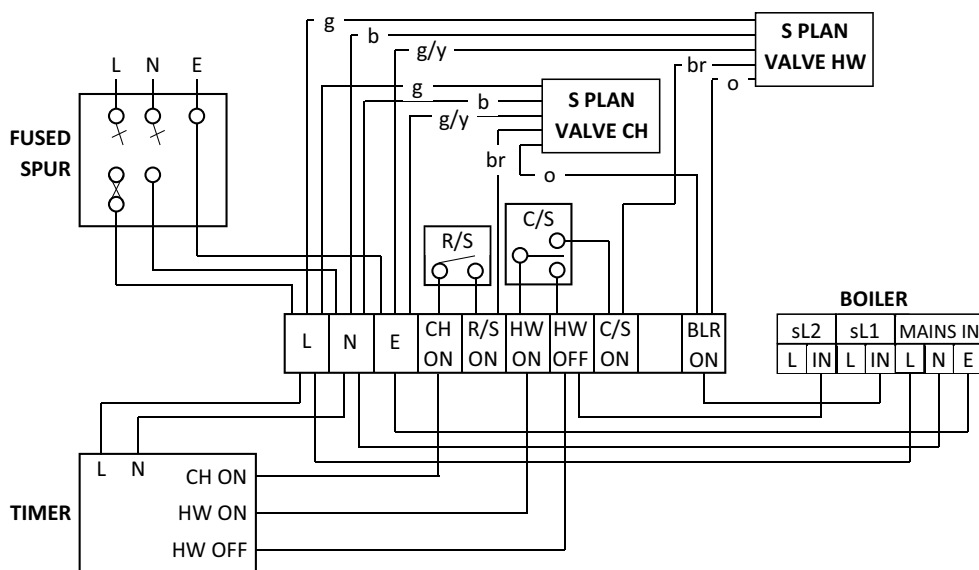 g
b
g/y
br
o
S PLAN
VALVE HW
L N E
g
b
g/y
br
o
S PLAN
VALVE CH
FUSED
SPUR
R/S
C/S
L
N
E
CH
ON
R/S
ON
HW
ON
HW
OFF
C/S
ON
BLR
ON
BOILER
sL2 sL1 MAINS IN
L IN L IN L N E
L N
CH ON
HW ON
HW OFF
TIMER